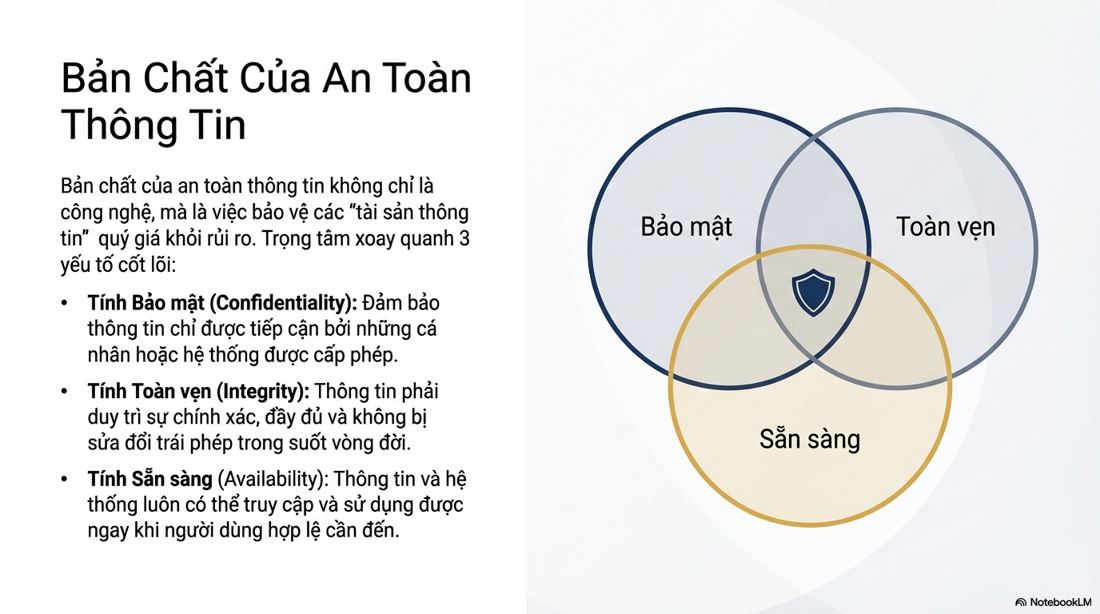 Bản Chất Của An Toàn
Thông Tin
Bản chất của an toàn thông tin không chỉ là
công nghệ, mà là việc bảo vệ các “tài sản thông
tin” quý giá khỏi rủi ro. Trọng tâm xoay quanh 3
yếu tố cốt lõi:
• Tính Bảo mật (Confidentiality): Đảm bảo
thông tin chỉ được tiếp cận bởi những cá
nhân hoặc hệ thống được cấp phép.
• Tính Toàn vẹn (Integrity): Thông tin phải
duy trì sự chính xác, đầy đủ và không bị
sửa đổi trái phép trong suốt vòng đời.
• Tính Sẵn sàng (Availability): Thông tin và hệ
thống luôn có thể truy cập và sử dụng được
ngay khi người dùng hợp lệ cần đến.
Bảo mật
Toàn vẹn
Sẵn sàng
NotebookLM